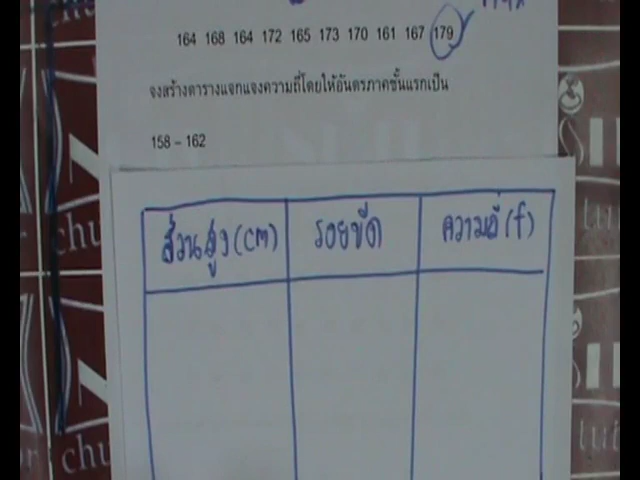 164 168 164 172 165 173 170 161 167 179
จงสร้างตารางแจกแจงความถี่โดยให้อันตรภาคชั้นแรกเป็น
158 – 162
ส่วนสูง (cm) รอยขีด ความถี่ (f)